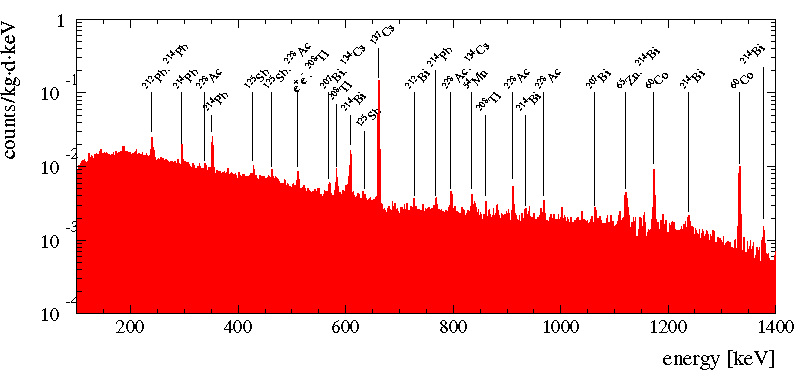 counts/kg·d·keV
1
10⁻¹
10⁻²
10⁻³
10⁻⁴
²¹²Pb, ²¹⁴Pb
²¹⁴Pb
²²⁸Ac
²¹⁴Pb
¹²⁵Sb
¹²⁵Sb, ²²⁸Ac
e⁺e⁻, ²⁰⁸Tl
²⁰⁷Bi, ¹³⁴Cs
²⁰⁸Tl
²¹⁴Bi
¹²⁵Sb
¹³⁷Cs
²¹²Bi
²¹⁴Pb
²²⁸Ac, ¹³⁴Cs
⁵⁴Mn
²⁰⁸Tl
²²⁸Ac
²¹⁴Bi
²²⁸Ac
²⁰⁷Bi
⁶⁵Zn, ²¹⁴Bi
⁶⁰Co
²¹⁴Bi
⁶⁰Co
²¹⁴Bi
200 400 600 800 1000 1200 1400
energy [keV]